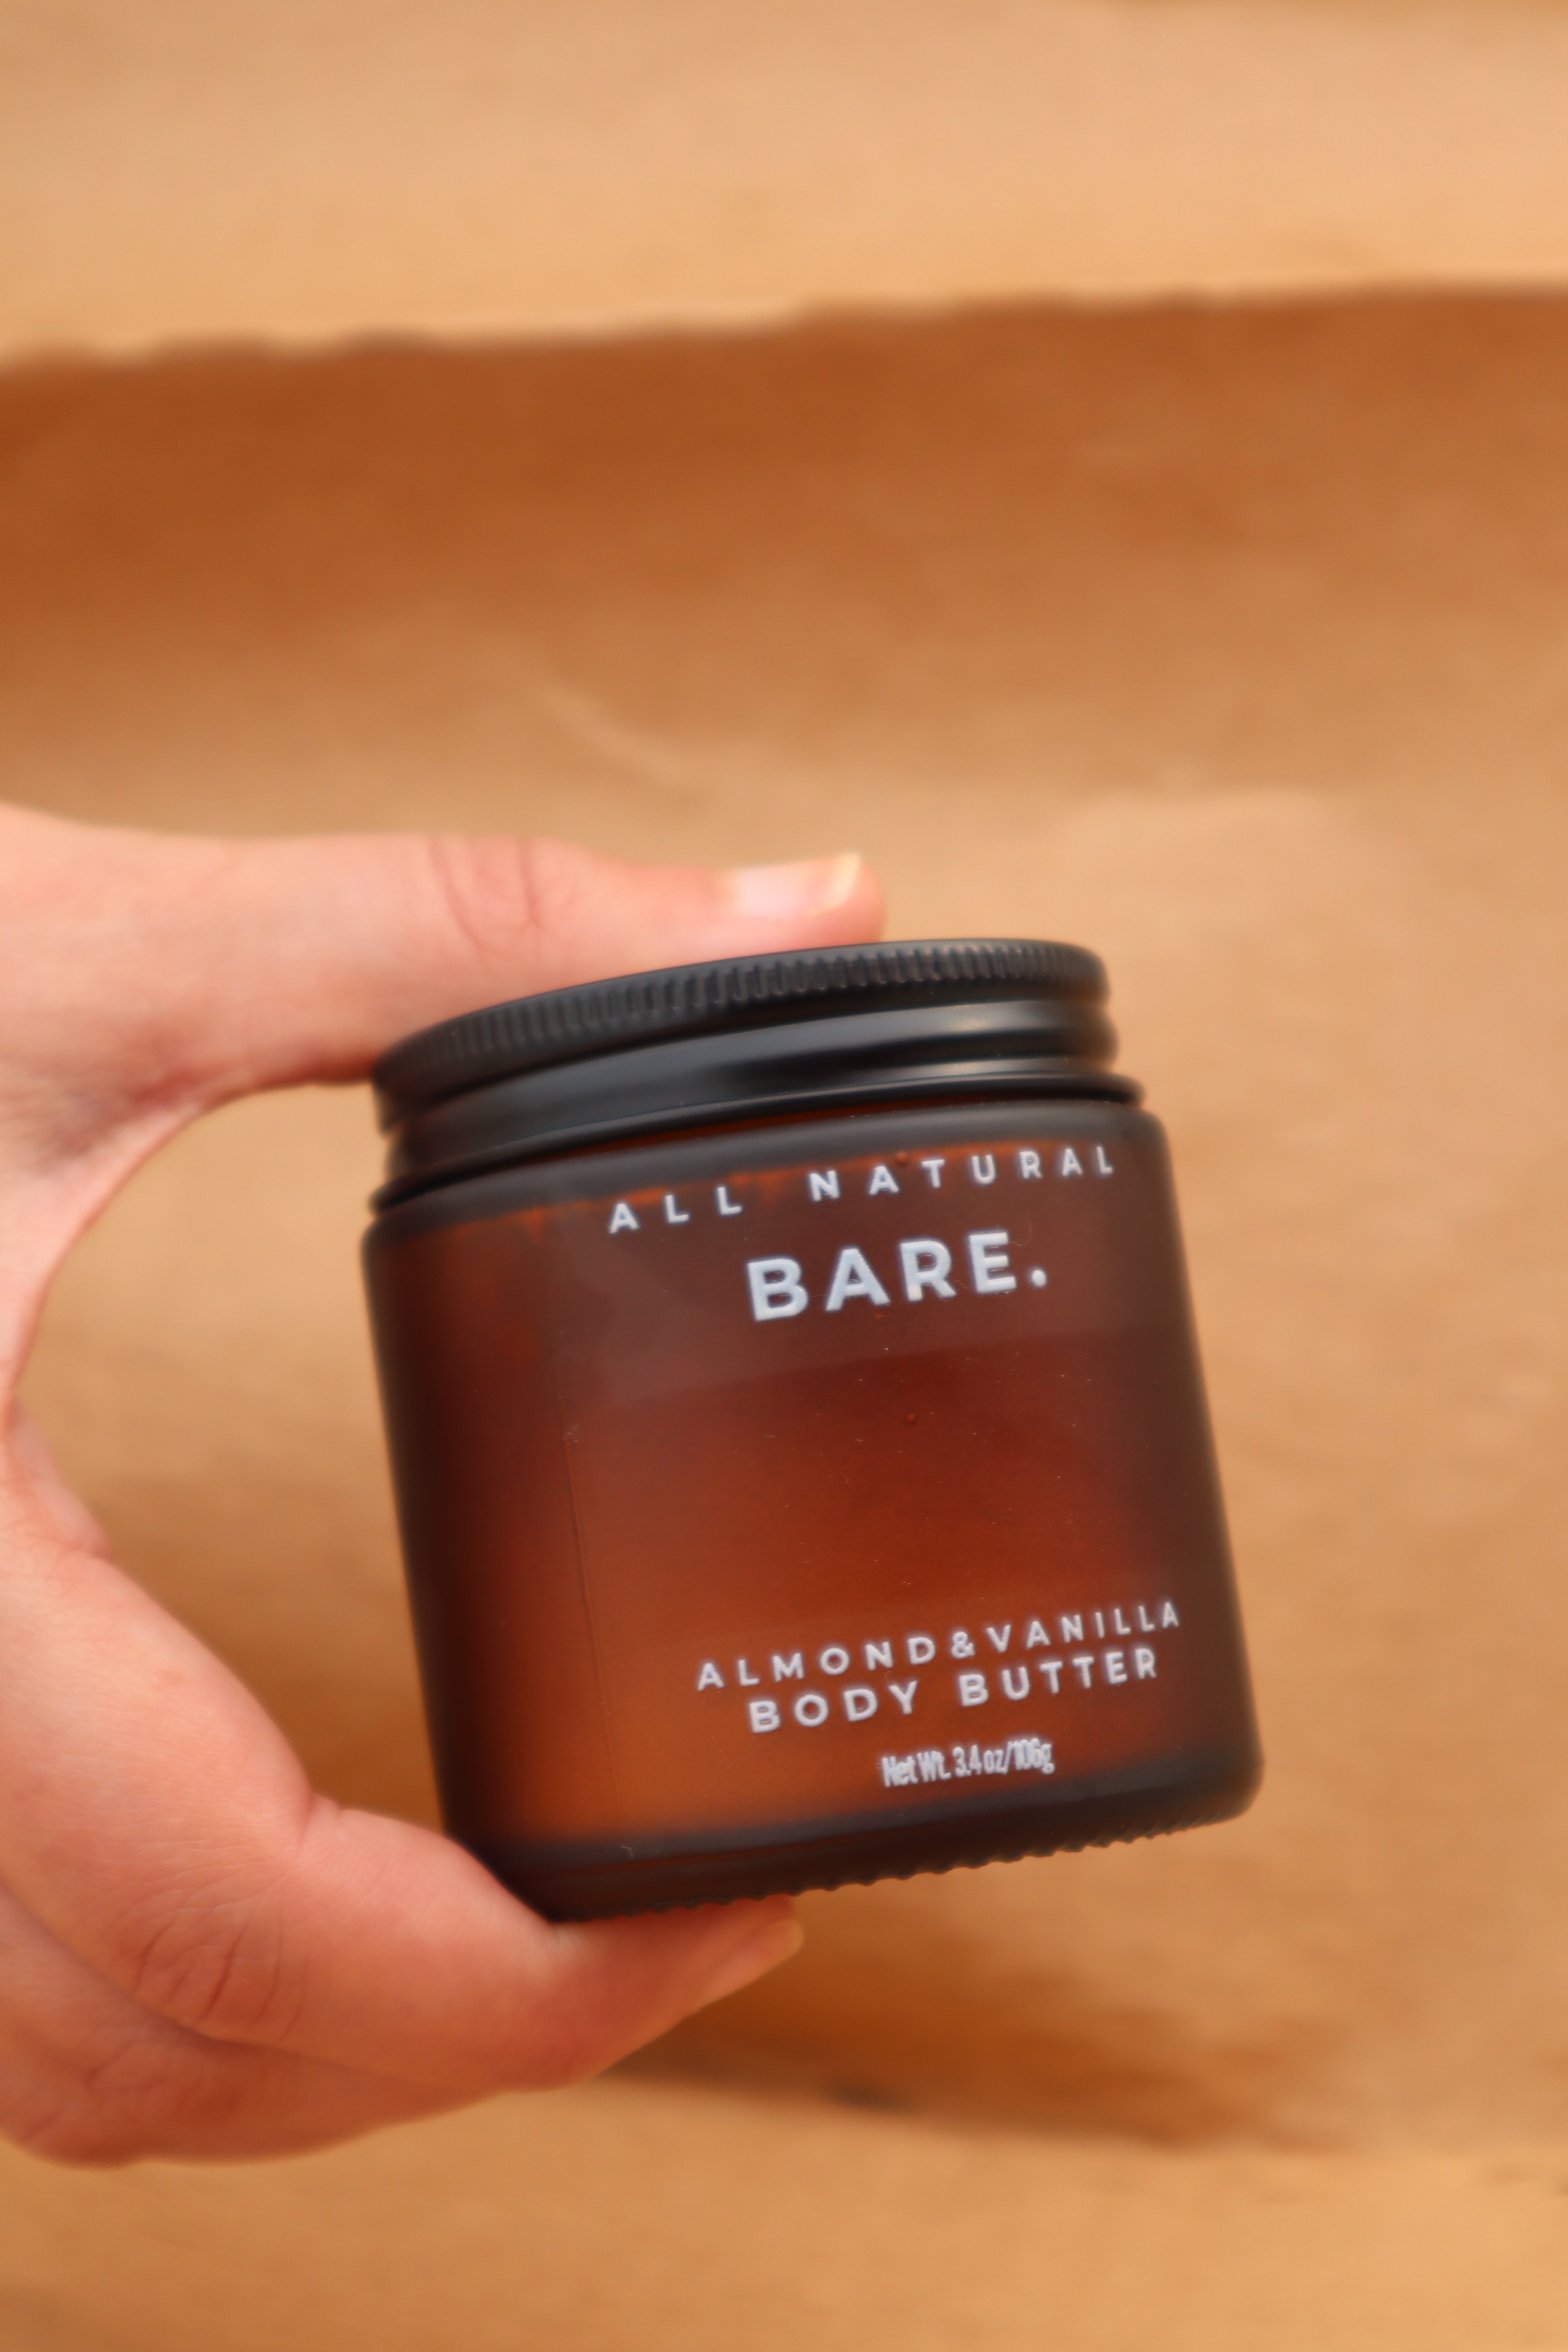 ALL NATURAL
BARE.
ALMOND&VANILLA
BODY BUTTER
Net Wt. 3.4 oz/106g